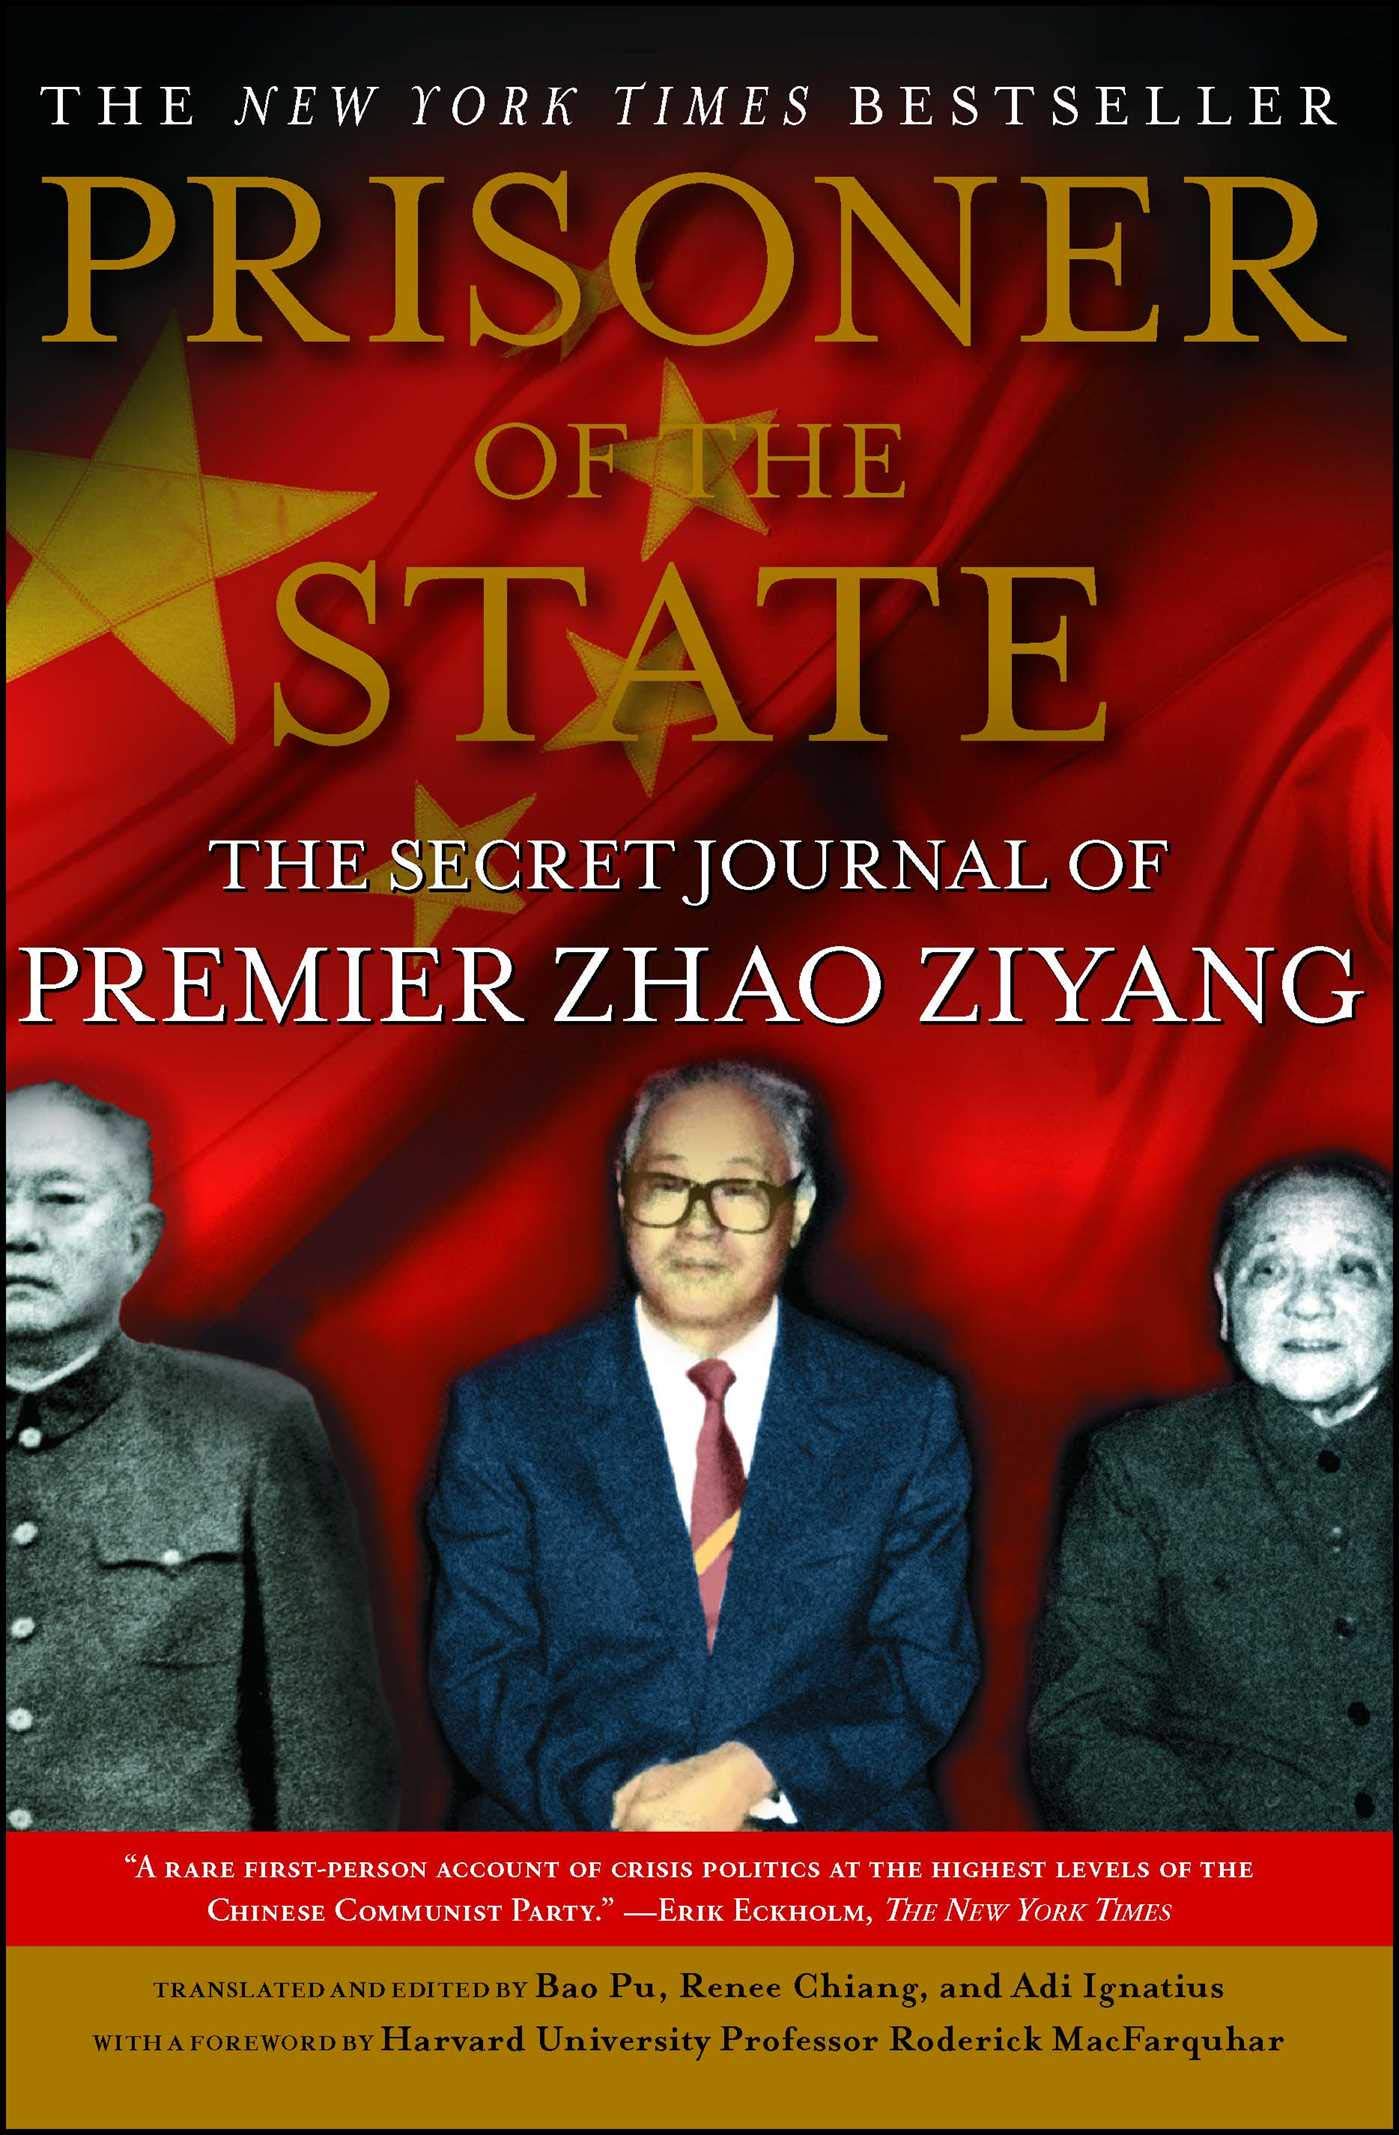 THE NEW YORK TIMES BESTSELLER
PRISONER
OF THE
STATE
THE SECRET JOURNAL OF
PREMIER ZHAO ZIYANG
“A RARE FIRST-PERSON ACCOUNT OF CRISIS POLITICS AT THE HIGHEST LEVELS OF THE
CHINESE COMMUNIST PARTY.” —ERIK ECKHOLM, THE NEW YORK TIMES
TRANSLATED AND EDITED BY Bao Pu, Renee Chiang, and Adi Ignatius
WITH A FOREWORD BY Harvard University Professor Roderick MacFarquhar